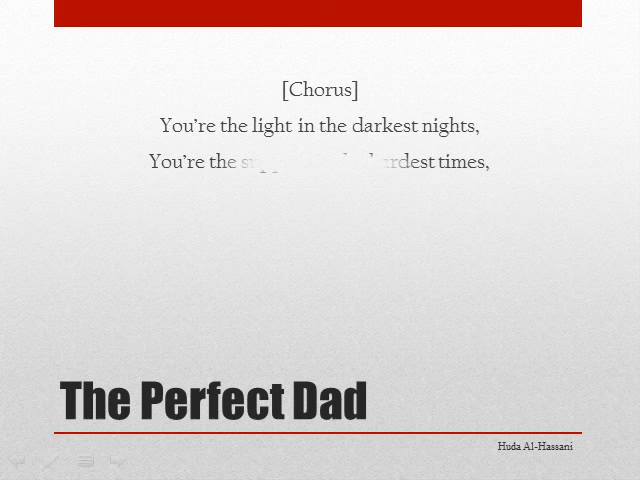 [Chorus]
You're the light in the darkest nights,
You're the times,
The Perfect Dad
Huda Al-Hassani